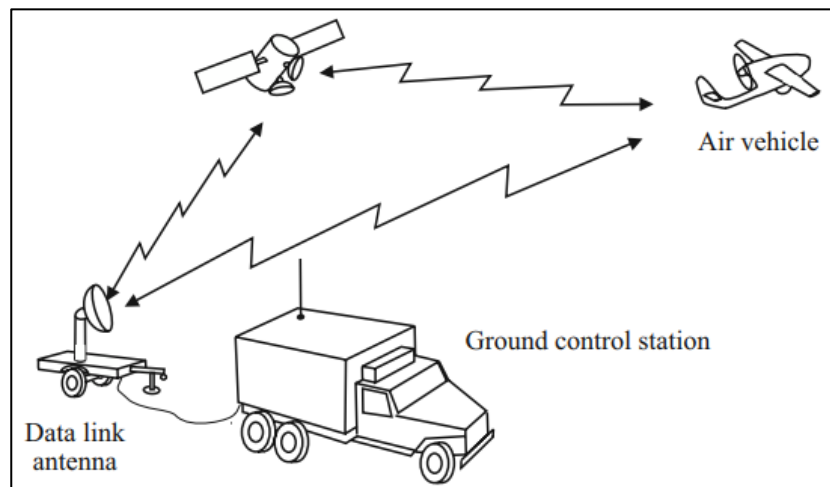 Air vehicle
Ground control station
Data link
antenna